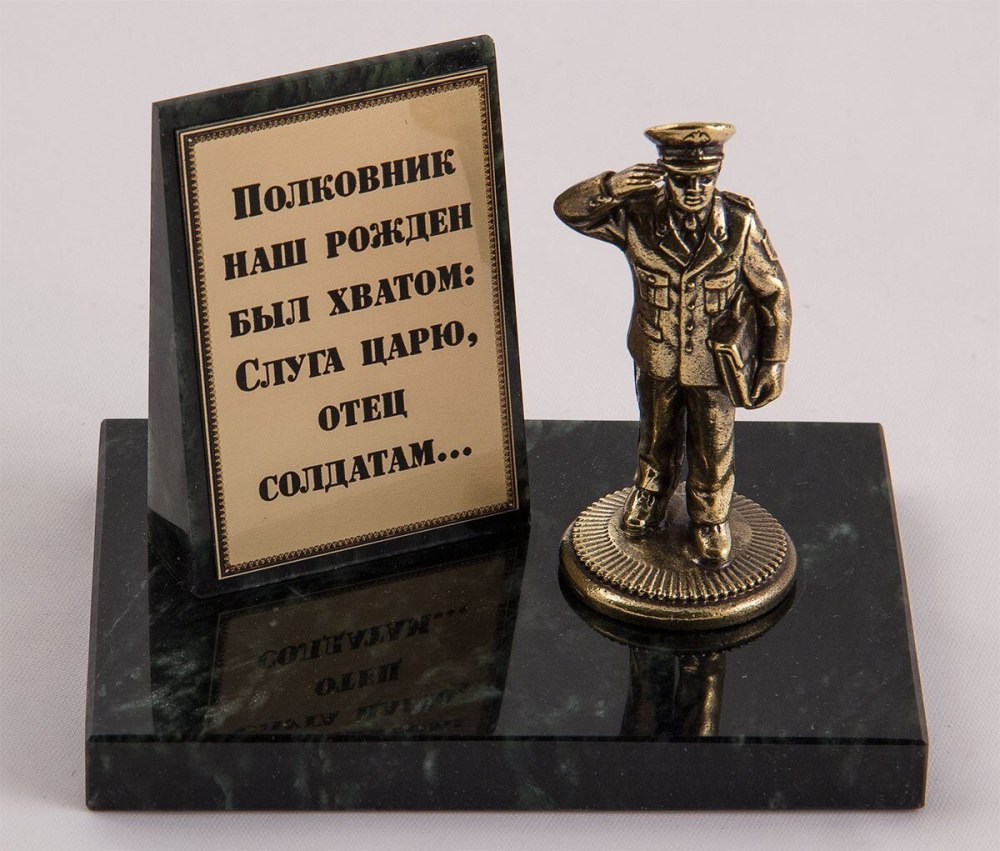 Полковник
наш рожден
был хватом:
Слуга царю,
отец
солдатам...